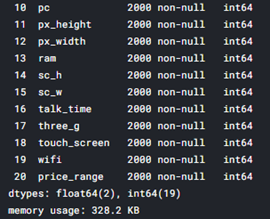 10 pc 2000 non-null int64
11 px_height 2000 non-null int64
12 px_width 2000 non-null int64
13 ram 2000 non-null int64
14 sc_h 2000 non-null int64
15 sc_w 2000 non-null int64
16 talk_time 2000 non-null int64
17 three_g 2000 non-null int64
18 touch_screen 2000 non-null int64
19 wifi 2000 non-null int64
20 price_range 2000 non-null int64
dtypes: float64(2), int64(19)
memory usage: 328.2 KB